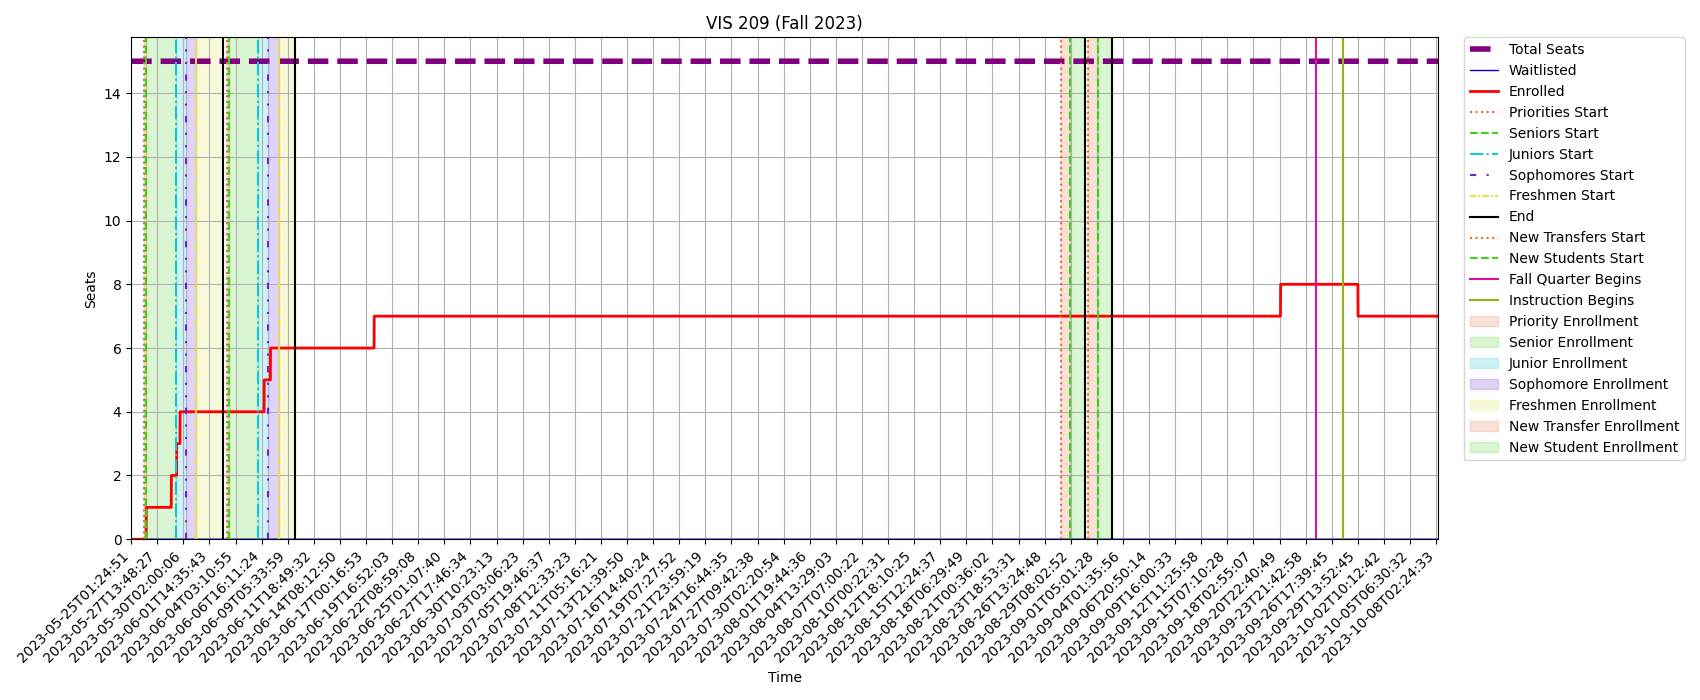 VIS 209 (Fall 2023)
Seats
14
12
10
8
6
4
2
0
2023-05-25T01:24:51
2023-05-27T13:48:27
2023-05-30T02:00:06
2023-06-01T14:35:43
2023-06-04T03:10:55
2023-06-06T16:11:24
2023-06-09T05:33:59
2023-06-11T18:49:32
2023-06-14T08:12:50
2023-06-17T00:16:53
2023-06-19T16:52:03
2023-06-22T08:59:08
2023-06-25T01:07:40
2023-06-27T17:46:34
2023-06-30T10:23:13
2023-07-03T03:06:23
2023-07-05T19:46:37
2023-07-08T12:33:23
2023-07-11T05:16:21
2023-07-13T21:39:50
2023-07-16T14:40:24
2023-07-19T07:27:52
2023-07-21T23:59:19
2023-07-24T16:44:35
2023-07-27T09:42:38
2023-07-30T02:20:54
2023-08-01T19:44:36
2023-08-04T13:29:03
2023-08-07T07:00:22
2023-08-10T00:22:31
2023-08-12T18:10:25
2023-08-15T12:24:37
2023-08-18T06:29:49
2023-08-21T00:36:02
2023-08-23T18:53:31
2023-08-26T13:24:48
2023-08-29T08:02:52
2023-09-01T05:01:28
2023-09-04T01:35:56
2023-09-06T20:50:14
2023-09-09T16:00:33
2023-09-12T11:25:58
2023-09-15T07:10:28
2023-09-18T02:55:07
2023-09-20T22:40:49
2023-09-23T21:42:58
2023-09-26T17:39:45
2023-09-29T13:52:45
2023-10-02T10:12:42
2023-10-05T06:30:32
2023-10-08T02:24:33
Time
Total Seats
Waitlisted
Enrolled
Priorities Start
Seniors Start
Juniors Start
Sophomores Start
Freshmen Start
End
New Transfers Start
New Students Start
Fall Quarter Begins
Instruction Begins
Priority Enrollment
Senior Enrollment
Junior Enrollment
Sophomore Enrollment
Freshmen Enrollment
New Transfer Enrollment
New Student Enrollment